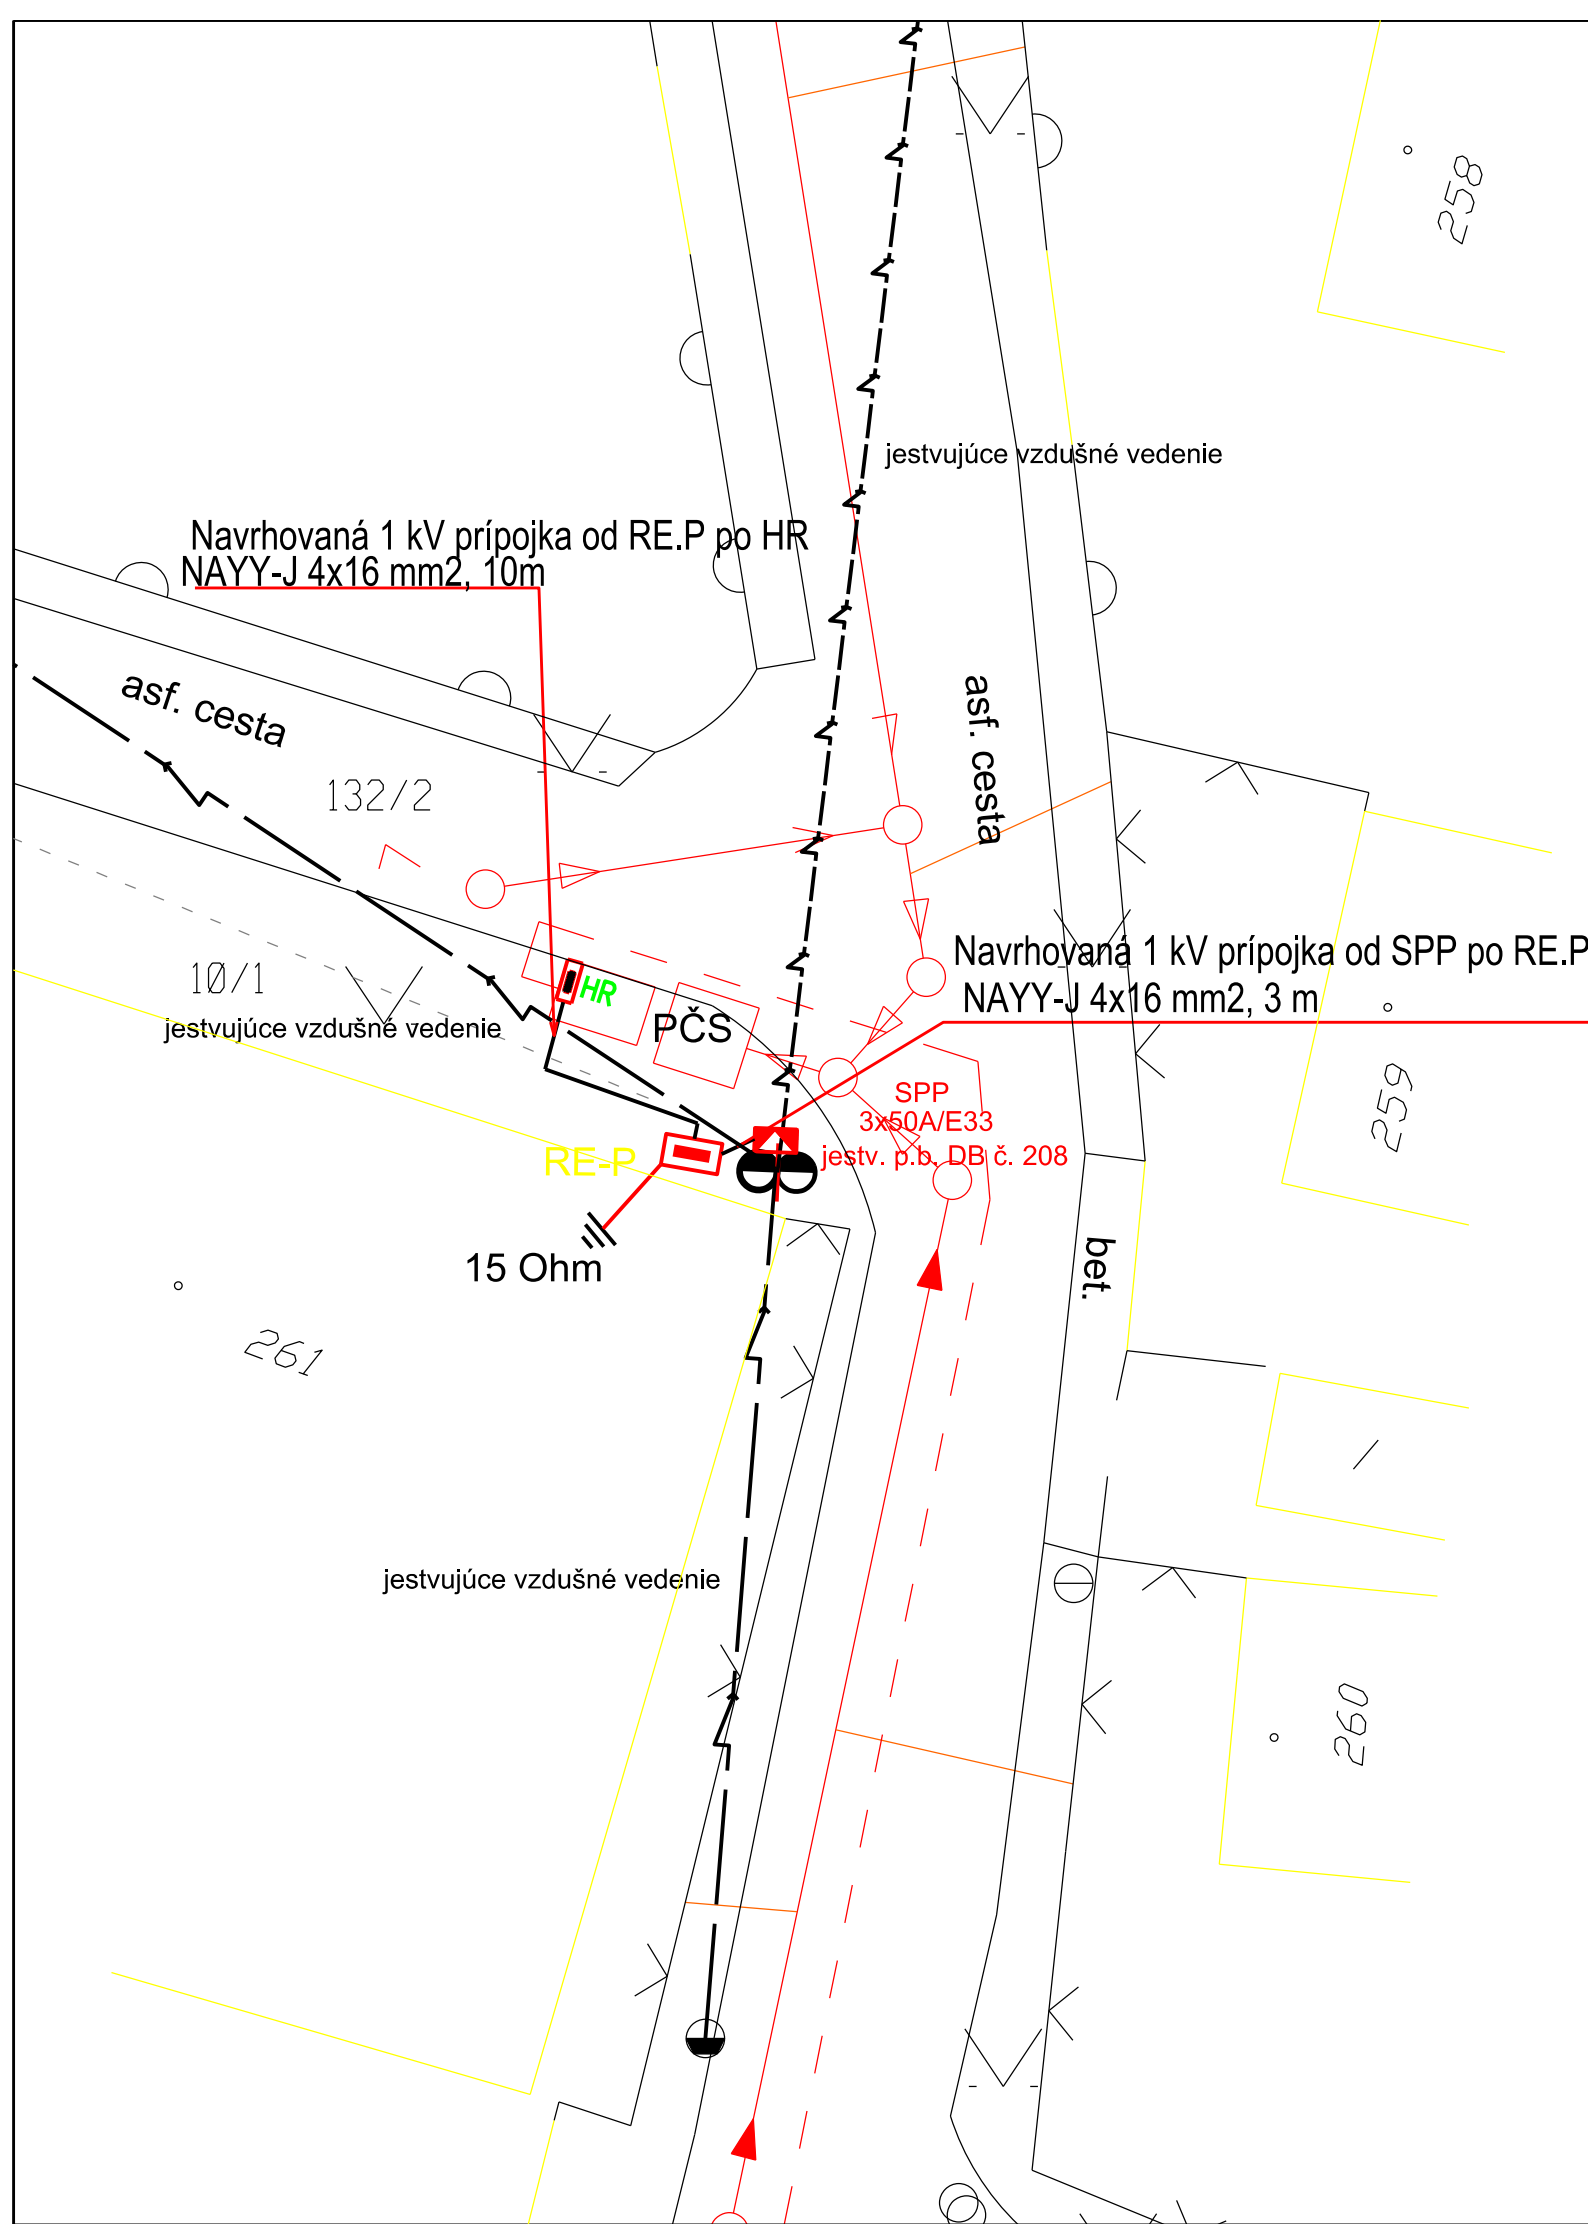 258
jestvujúce vzdušné vedenie
Navrhovaná 1 kV prípojka od RE.P po HR
NAYY-J 4x16 mm2, 10m
asf. cesta
asf. cesta
132/2
Navrhovaná 1 kV prípojka od SPP po RE.P
NAYY-J 4x16 mm2, 3 m
10/1
HR
jestvujúce vzdušné vedenie
PČS
259
SPP
3x50A/E33
jestv. p.b. DB č. 208
RE-P
15 Ohm
bet.
261
jestvujúce vzdušné vedenie
260